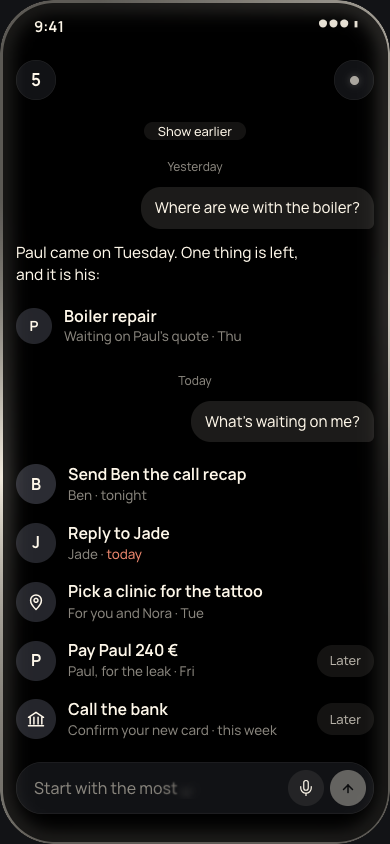 9:41
5
Show earlier
Yesterday
Where are we with the boiler?
Paul came on Tuesday. One thing is left,
and it is his:
P
Boiler repair
Waiting on Paul's quote · Thu
Today
What's waiting on me?
B
Send Ben the call recap
Ben · tonight
J
Reply to Jade
Jade · today
Pick a clinic for the tattoo
For you and Nora · Tue
P
Pay Paul 240 €
Paul, for the leak · Fri
Later
Call the bank
Confirm your new card · this week
Later
Start with the most